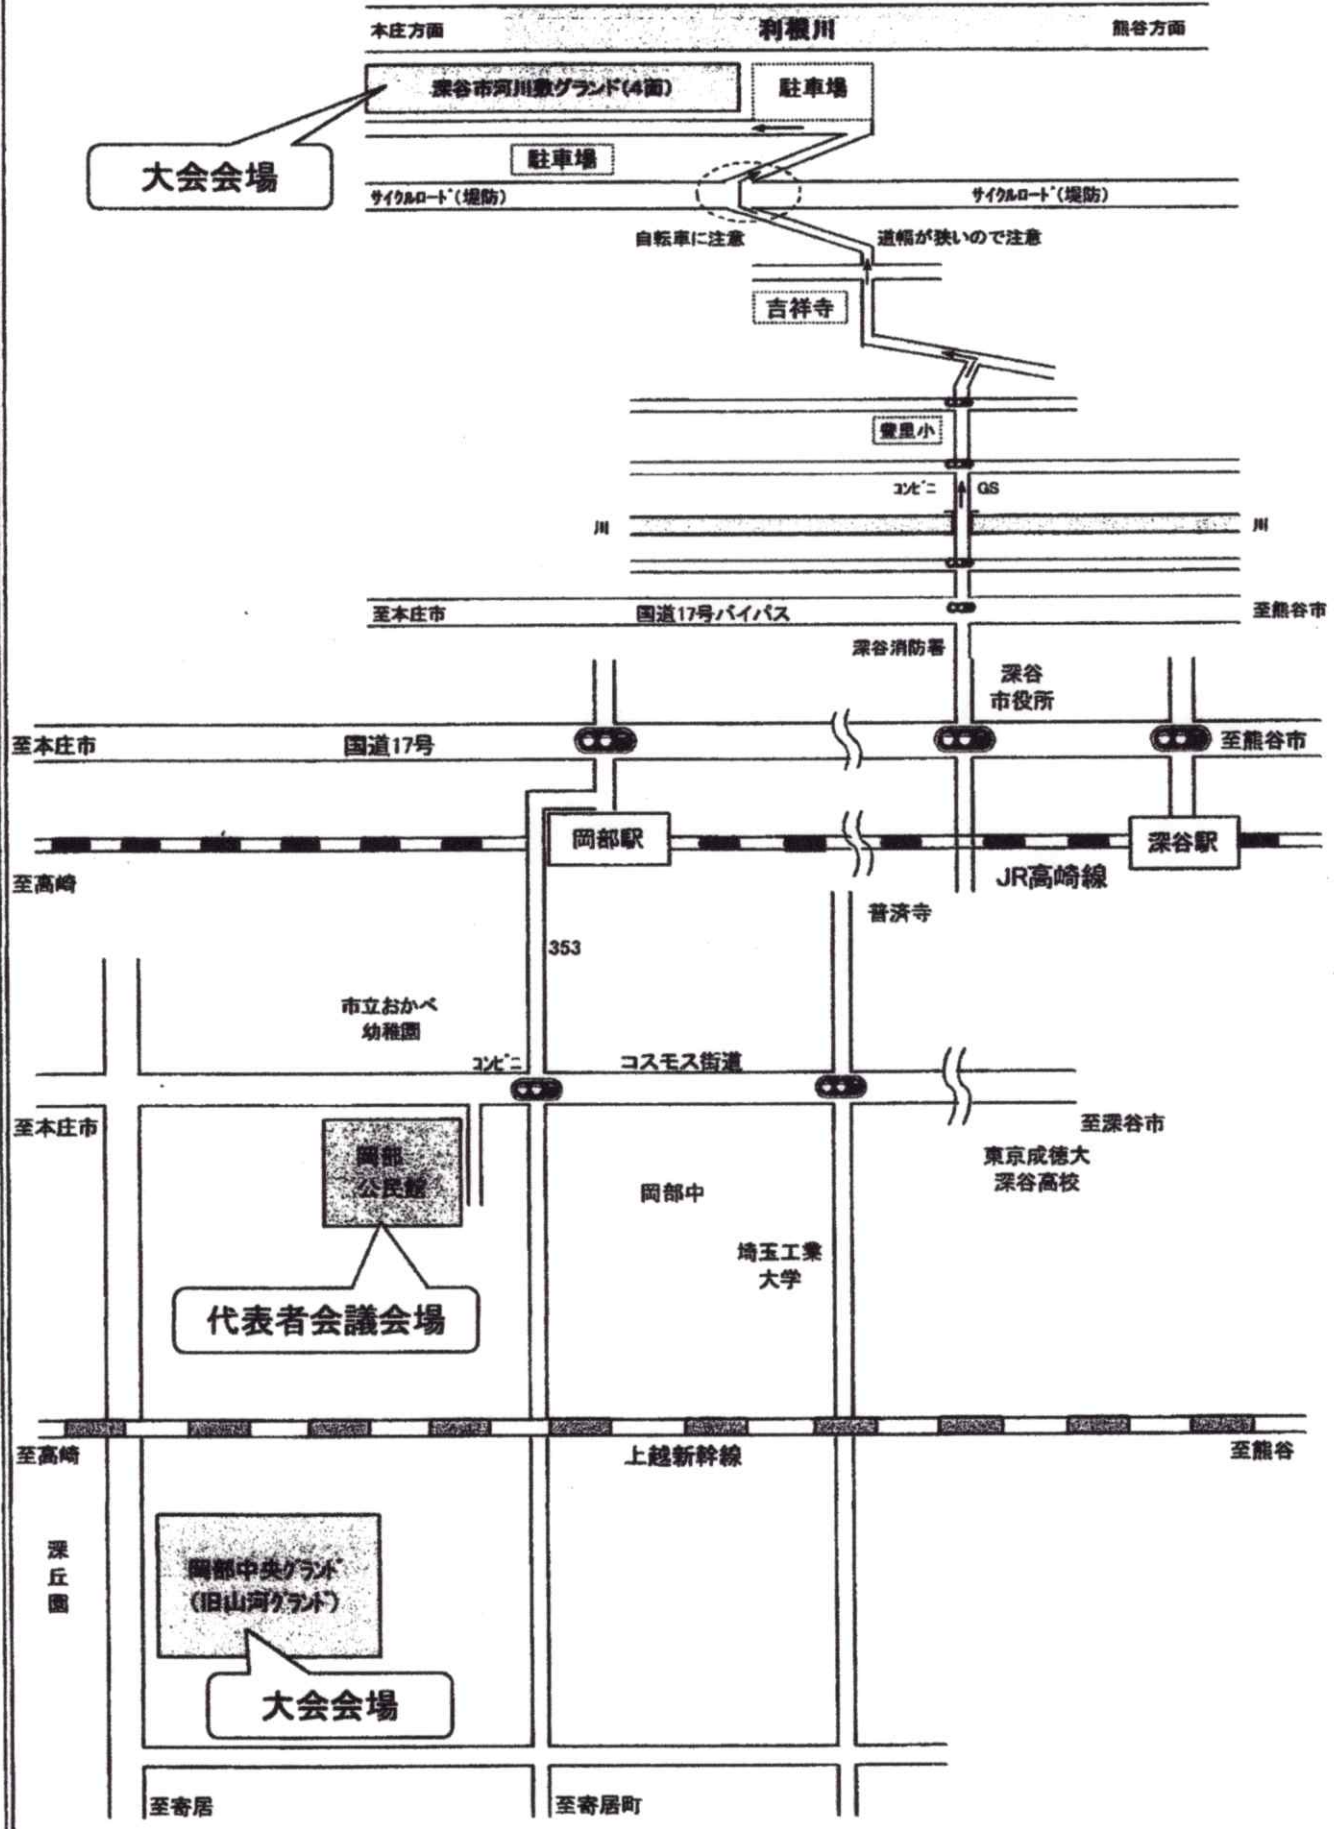 本庄方面
利根川
熊谷方面
深谷市河川敷グランド(4面)
駐車場
大会会場
駐車場
サイクルロード(堤防)
サイクルロード(堤防)
自転車に注意
道幅が狭いので注意
吉祥寺
豊里小
コンビニ
GS
川
川
至本庄市
国道17号バイパス
至熊谷市
深谷消防署
深谷
市役所
至本庄市
国道17号
至熊谷市
岡部駅
深谷駅
至高崎
JR高崎線
普済寺
353
市立おかべ
幼稚園
コンビニ
コスモス街道
至本庄市
至深谷市
岡部
公民館
東京成徳大
深谷高校
岡部中
埼玉工業
大学
代表者会議会場
至高崎
上越新幹線
至熊谷
深
丘
園
岡部中央グランド
(旧山河グランド)
大会会場
至寄居
至寄居町